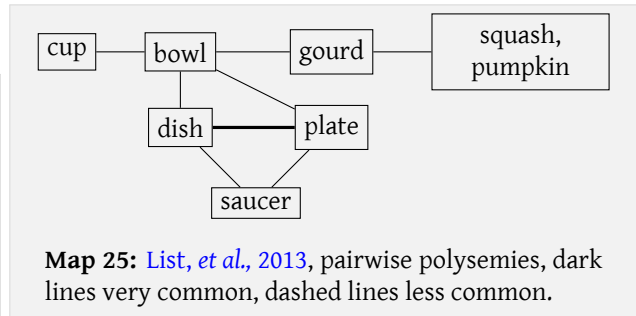 cup
bowl
gourd
squash,
pumpkin
dish
plate
saucer
Map 25: List, et al., 2013, pairwise polysemies, dark
lines very common, dashed lines less common.